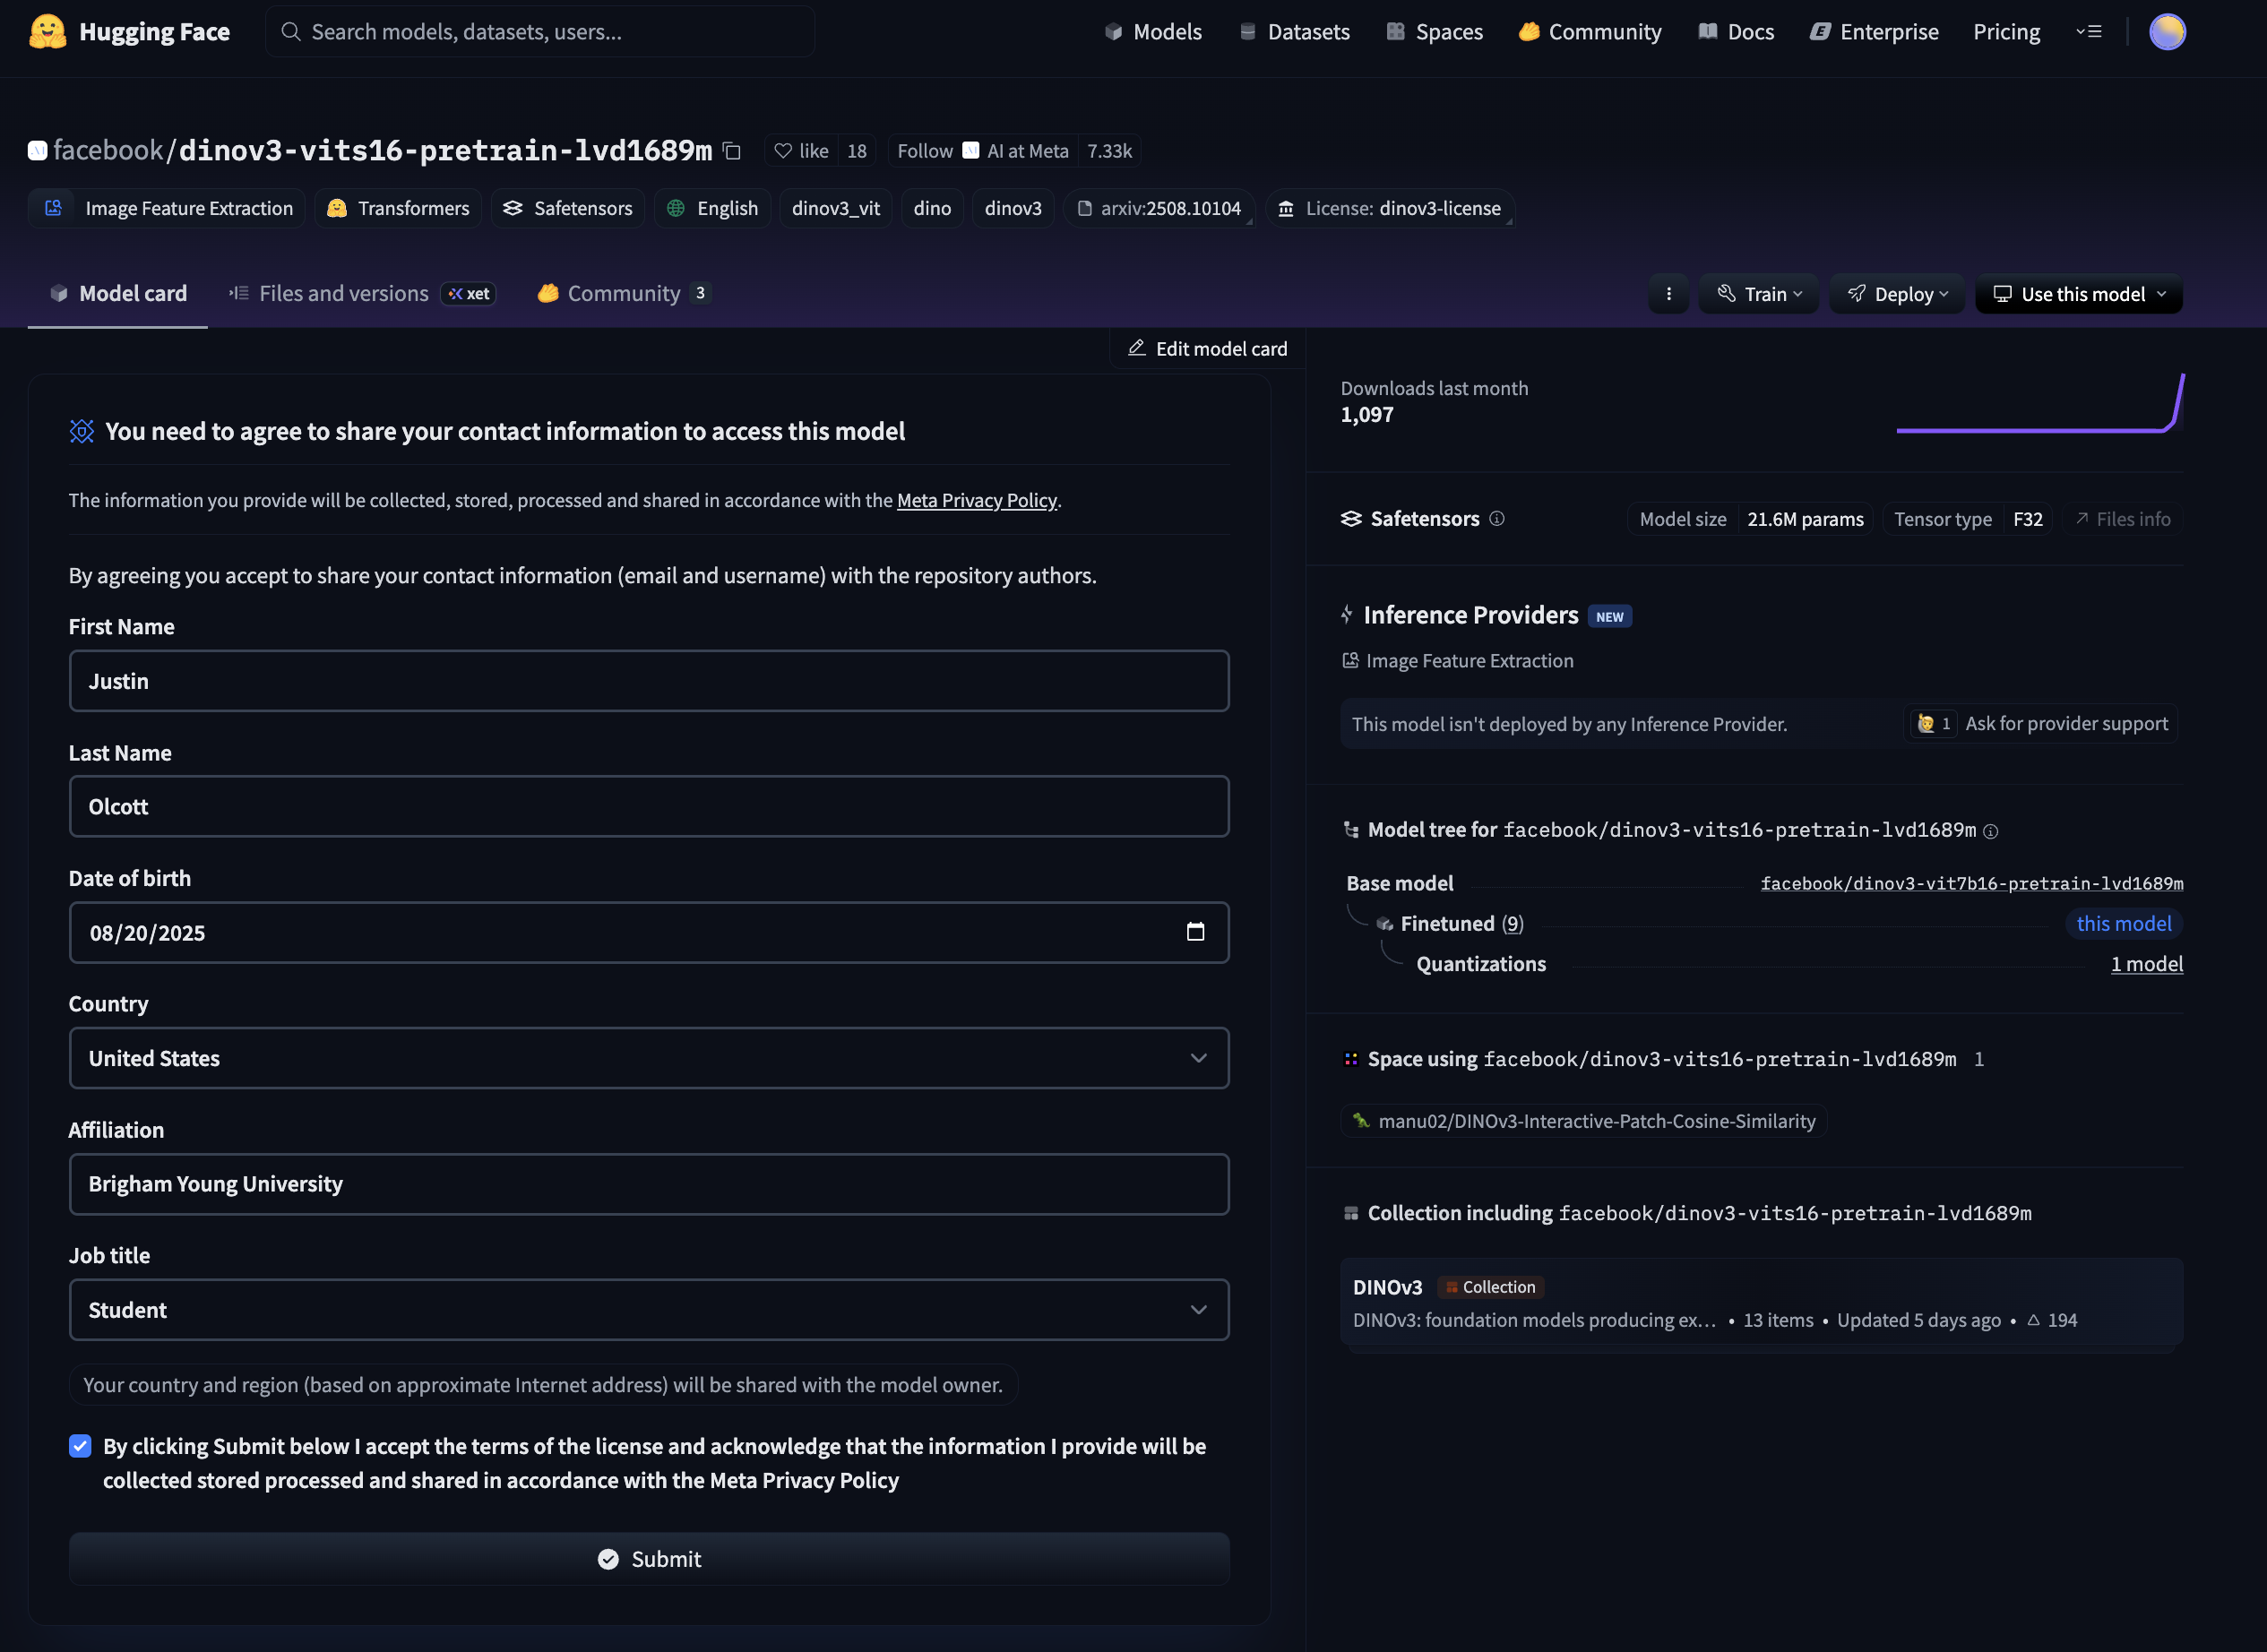 Hugging Face
Search models, datasets, users...
Models
Datasets
Spaces
Community
Docs
Enterprise
Pricing
facebook/dinov3-vits16-pretrain-lvd1689m
like 18
Follow AI at Meta 7.33k
Image Feature Extraction
Transformers
Safetensors
English
dinov3_vit
dino
dinov3
arxiv:2508.10104
License: dinov3-license
Model card
Files and versions
xet
Community 3
Train
Deploy
Use this model
Edit model card
You need to agree to share your contact information to access this model
The information you provide will be collected, stored, processed and shared in accordance with the Meta Privacy Policy.
By agreeing you accept to share your contact information (email and username) with the repository authors.
First Name
Justin
Last Name
Olcott
Date of birth
08/20/2025
Country
United States
Affiliation
Brigham Young University
Job title
Student
Your country and region (based on approximate Internet address) will be shared with the model owner.
By clicking Submit below I accept the terms of the license and acknowledge that the information I provide will be
collected stored processed and shared in accordance with the Meta Privacy Policy
Submit
Downloads last month
1,097
Safetensors
Model size 21.6M params
Tensor type F32
Files info
Inference Providers NEW
Image Feature Extraction
This model isn't deployed by any Inference Provider.
1 Ask for provider support
Model tree for facebook/dinov3-vits16-pretrain-lvd1689m
Base model facebook/dinov3-vit7b16-pretrain-lvd1689m
Finetuned (9) this model
Quantizations 1 model
Space using facebook/dinov3-vits16-pretrain-lvd1689m 1
manu02/DINOv3-Interactive-Patch-Cosine-Similarity
Collection including facebook/dinov3-vits16-pretrain-lvd1689m
DINOv3 Collection
DINOv3: foundation models producing ex... • 13 items • Updated 5 days ago • 194